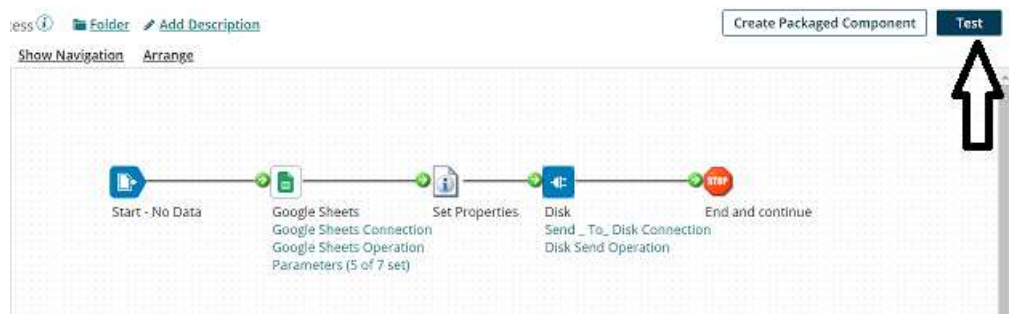 ess Folder Add Description
Create Packaged Component Test
Show Navigation Arrange
STOP
Start - No Data Google Sheets Set Properties Disk End and continue
Google Sheets Connection Send _ To_ Disk Connection
Google Sheets Operation Disk Send Operation
Parameters (5 of 7 set)